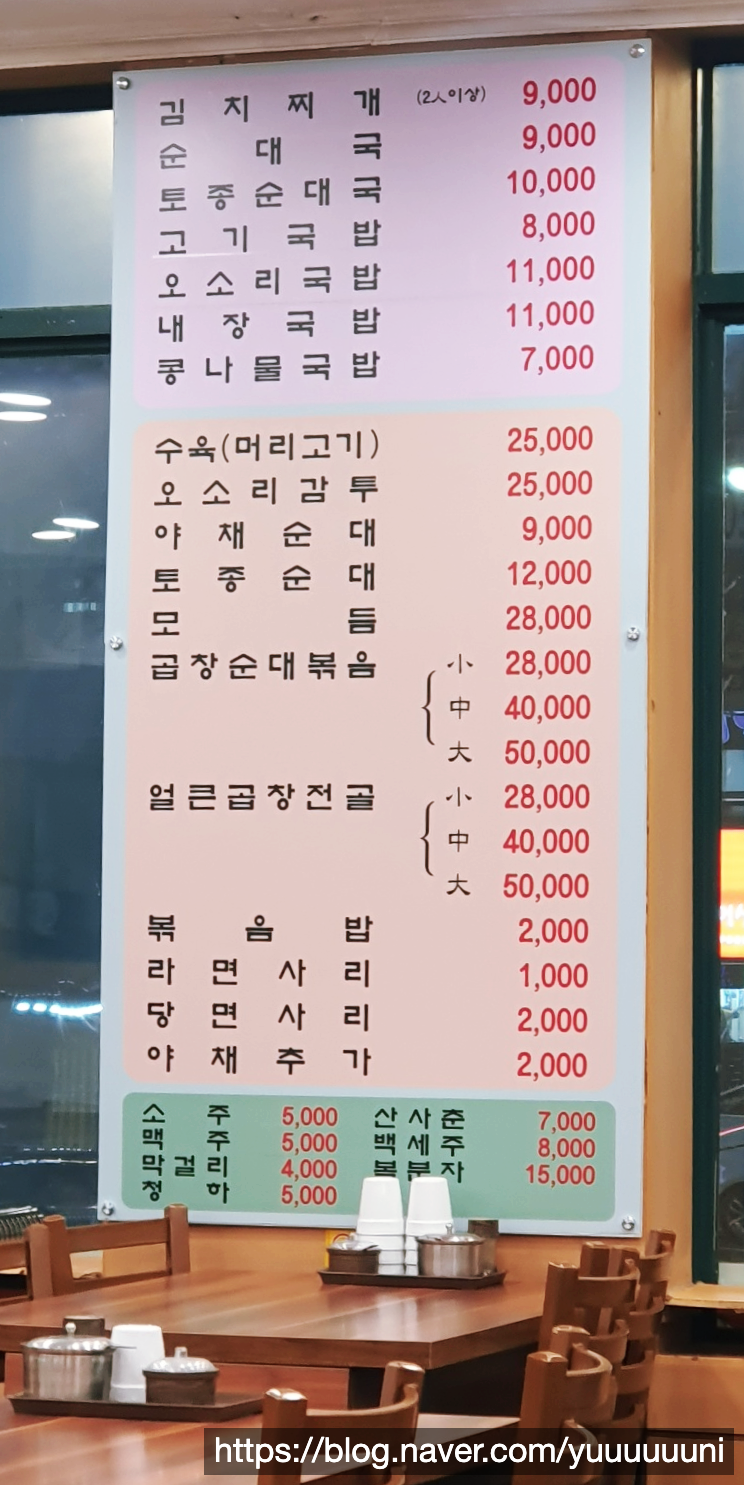 김치찌개 (2人이상) 9,000
순대국 9,000
토종순대국 10,000
고기국밥 8,000
오소리국밥 11,000
내장국밥 11,000
콩나물국밥 7,000
수육(머리고기) 25,000
오소리감투 25,000
야채순대 9,000
토종순대 12,000
모듬 28,000
곱창순대볶음 小 28,000
中 40,000
大 50,000
얼큰곱창전골 小 28,000
中 40,000
大 50,000
볶음밥 2,000
라면사리 1,000
당면사리 2,000
야채추가 2,000
소주 5,000 산사춘 7,000
맥주 5,000 백세주 8,000
막걸리 4,000 복분자 15,000
청하 5,000
https://blog.naver.com/yuuuuuuni